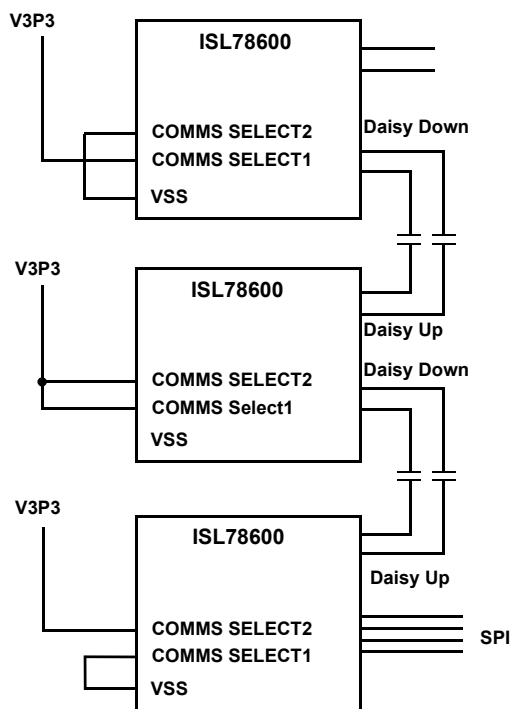 V3P3
ISL78600
COMMS SELECT2
Daisy Down
COMMS SELECT1
VSS
V3P3
ISL78600
Daisy Up
Daisy Down
COMMS SELECT2
COMMS Select1
VSS
V3P3
ISL78600
Daisy Up
COMMS SELECT2
SPI
COMMS SELECT1
VSS